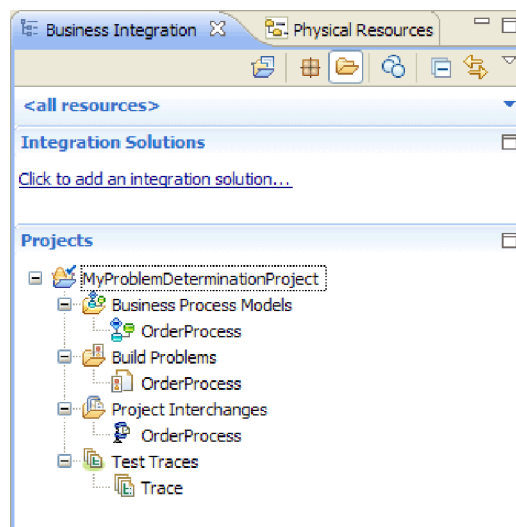 Business Integration Physical Resources
<all resources>
Integration Solutions
Click to add an integration solution...
Projects
MyProblemDeterminationProject
Business Process Models
OrderProcess
Build Problems
OrderProcess
Project Interchanges
OrderProcess
Test Traces
Trace